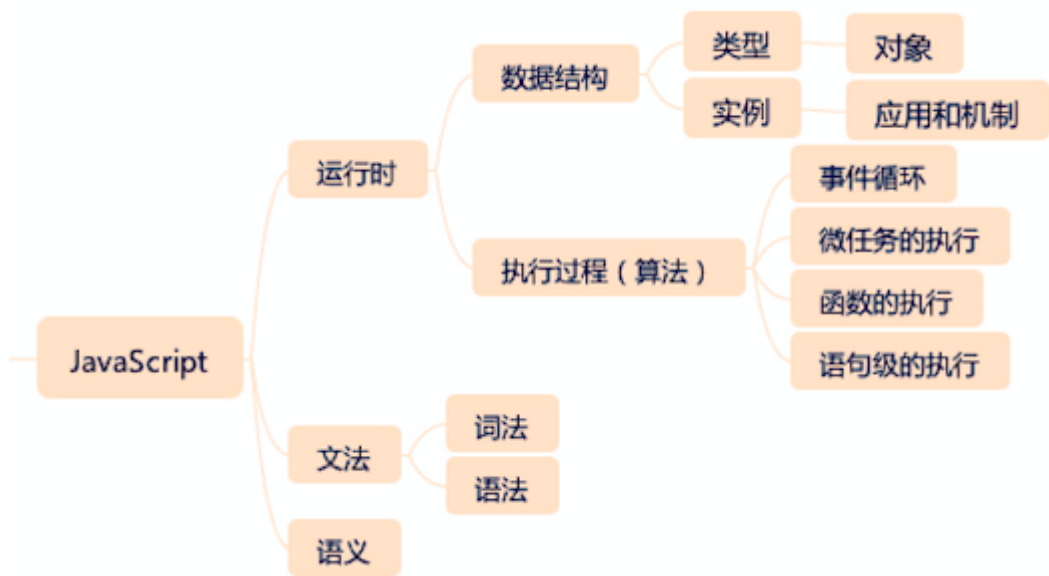 类型
对象
数据结构
实例
应用和机制
运行时
事件循环
微任务的执行
执行过程（算法）
函数的执行
语句级的执行
JavaScript
词法
文法
语法
语义